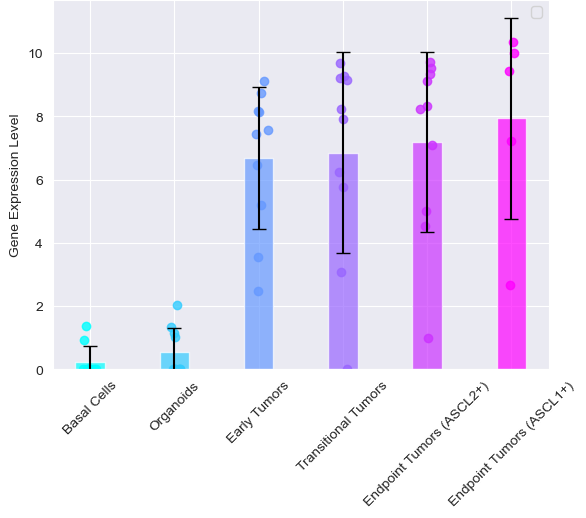 Gene Expression Level
10
8
6
4
2
0
Basal Cells
Organoids
Early Tumors
Transitional Tumors
Endpoint Tumors (ASCL2+)
Endpoint Tumors (ASCL1+)